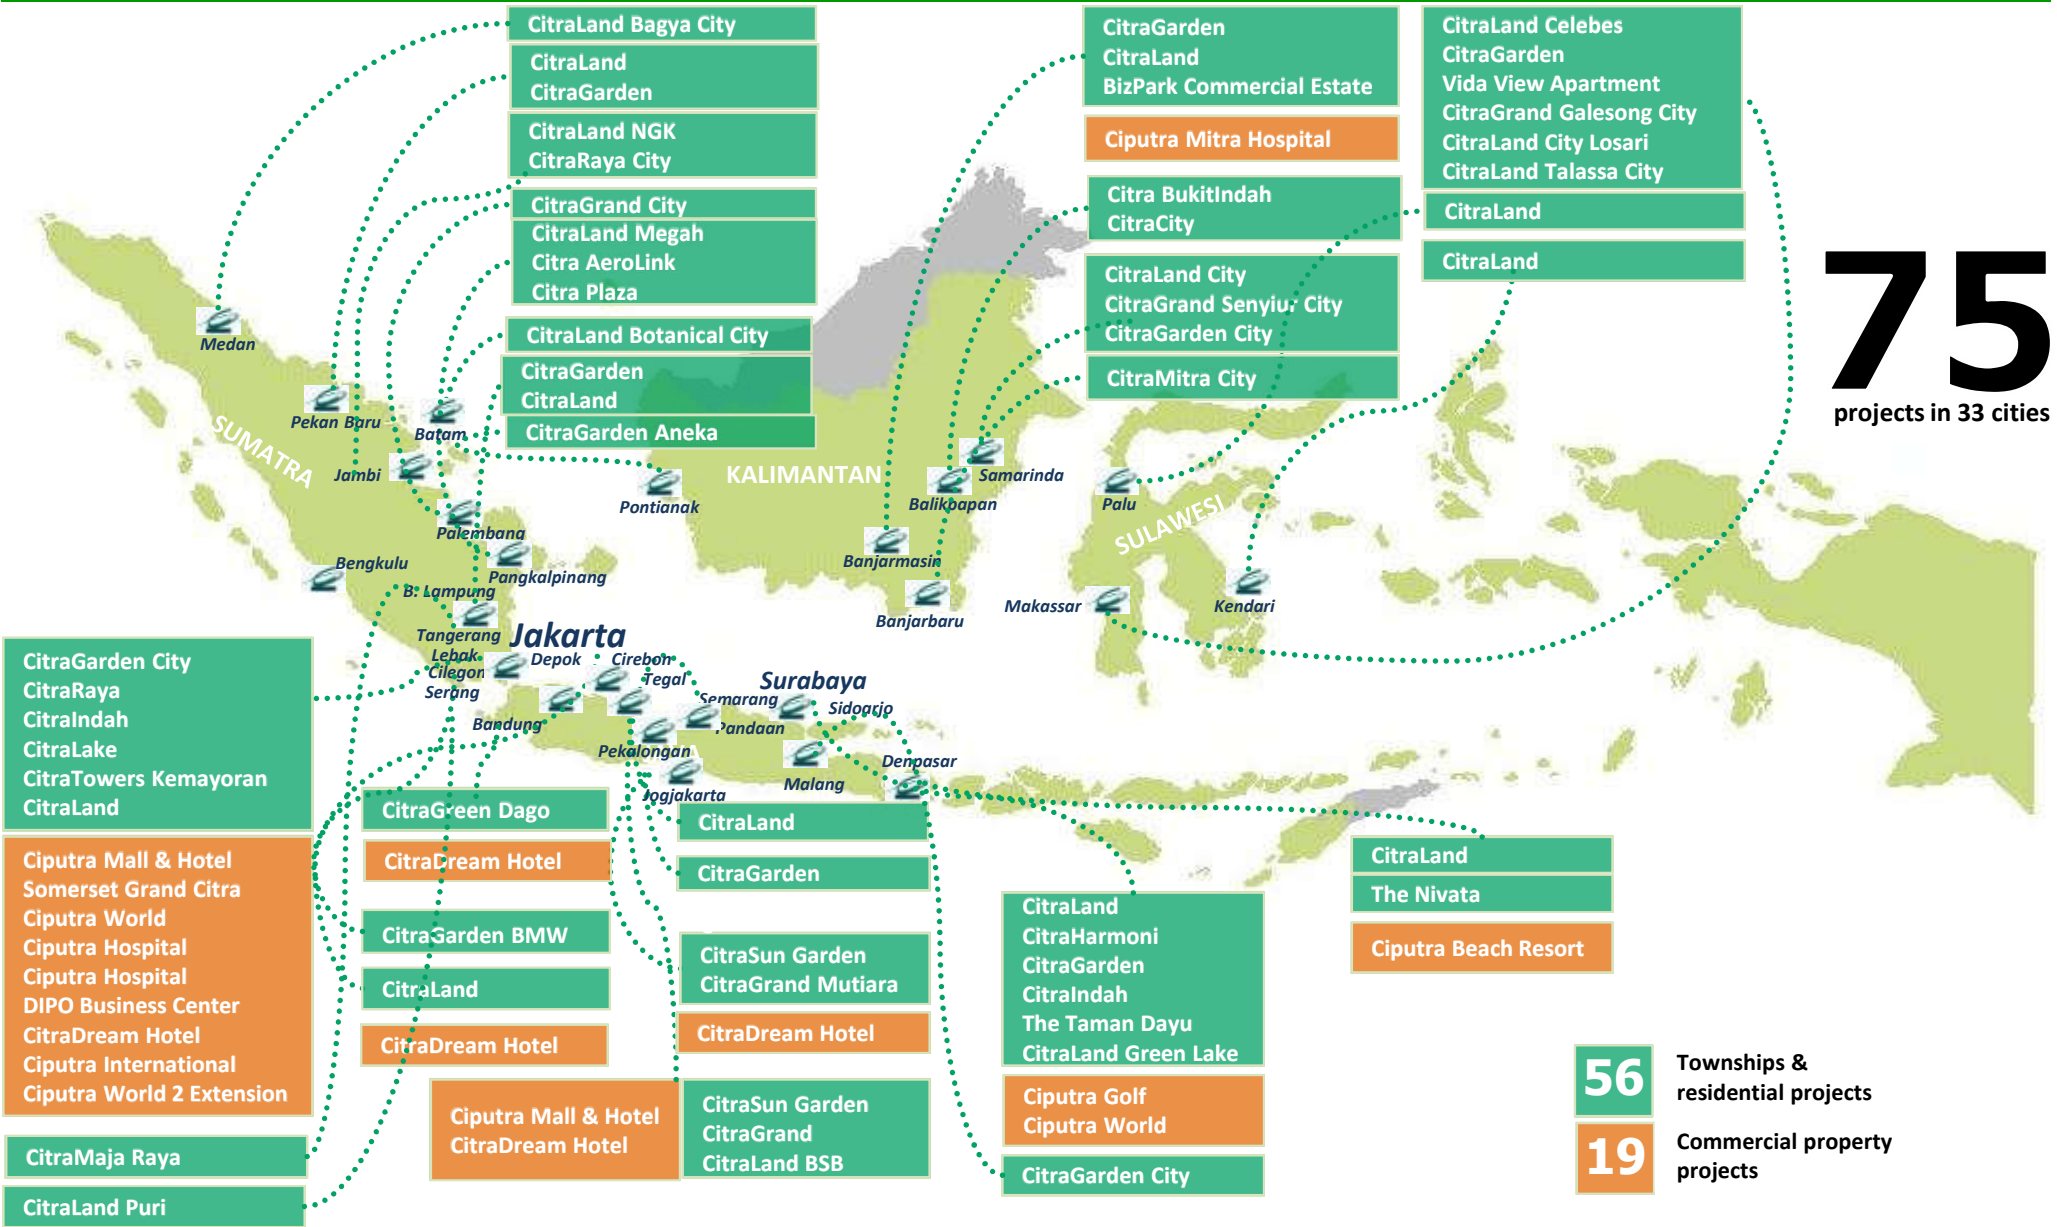 CitraLand Bagya City
CitraLand
CitraGarden
CitraLand NGK
CitraRaya City
CitraGrand City
CitraLand Megah
Citra AeroLink
Citra Plaza
CitraLand Botanical City
CitraGarden
CitraLand
CitraGarden Aneka
CitraGarden
CitraLand
BizPark Commercial Estate
Ciputra Mitra Hospital
Citra BukitIndah
CitraCity
CitraLand City
CitraGrand Senyiur City
CitraGarden City
CitraMitra City
CitraLand Celebes
CitraGarden
Vida View Apartment
CitraGrand Galesong City
CitraLand City Losari
CitraLand Talassa City
CitraLand
CitraLand
75
projects in 33 cities
Medan
Pekan Baru
SUMATRA
Batam
Jambi
Palembang
Pangkalpinang
Bengkulu
B. Lampung
Pontianak
KALIMANTAN
Samarinda
Balikpapan
Banjarmasin
Banjarbaru
Palu
SULAWESI
Makassar
Kendari
Tangerang
Jakarta
Lebak
Cilegon
Serang
Depok
Cirebon
Tegal
Bandung
Pekalongan
Semarang
Pandaan
Jogjakarta
Surabaya
Sidoarjo
Malang
Denpasar
CitraGarden City
CitraRaya
CitraIndah
CitraLake
CitraTowers Kemayoran
CitraLand
Ciputra Mall & Hotel
Somerset Grand Citra
Ciputra World
Ciputra Hospital
Ciputra Hospital
DIPO Business Center
CitraDream Hotel
Ciputra International
Ciputra World 2 Extension
CitraMaja Raya
CitraLand Puri
CitraGreen Dago
CitraDream Hotel
CitraGarden BMW
CitraLand
CitraDream Hotel
Ciputra Mall & Hotel
CitraDream Hotel
CitraLand
CitraGarden
CitraSun Garden
CitraGrand Mutiara
CitraDream Hotel
CitraSun Garden
CitraGrand
CitraLand BSB
CitraLand
CitraHarmoni
CitraGarden
CitraIndah
The Taman Dayu
CitraLand Green Lake
Ciputra Golf
Ciputra World
CitraGarden City
CitraLand
The Nivata
Ciputra Beach Resort
56
Townships &
residential projects
19
Commercial property
projects